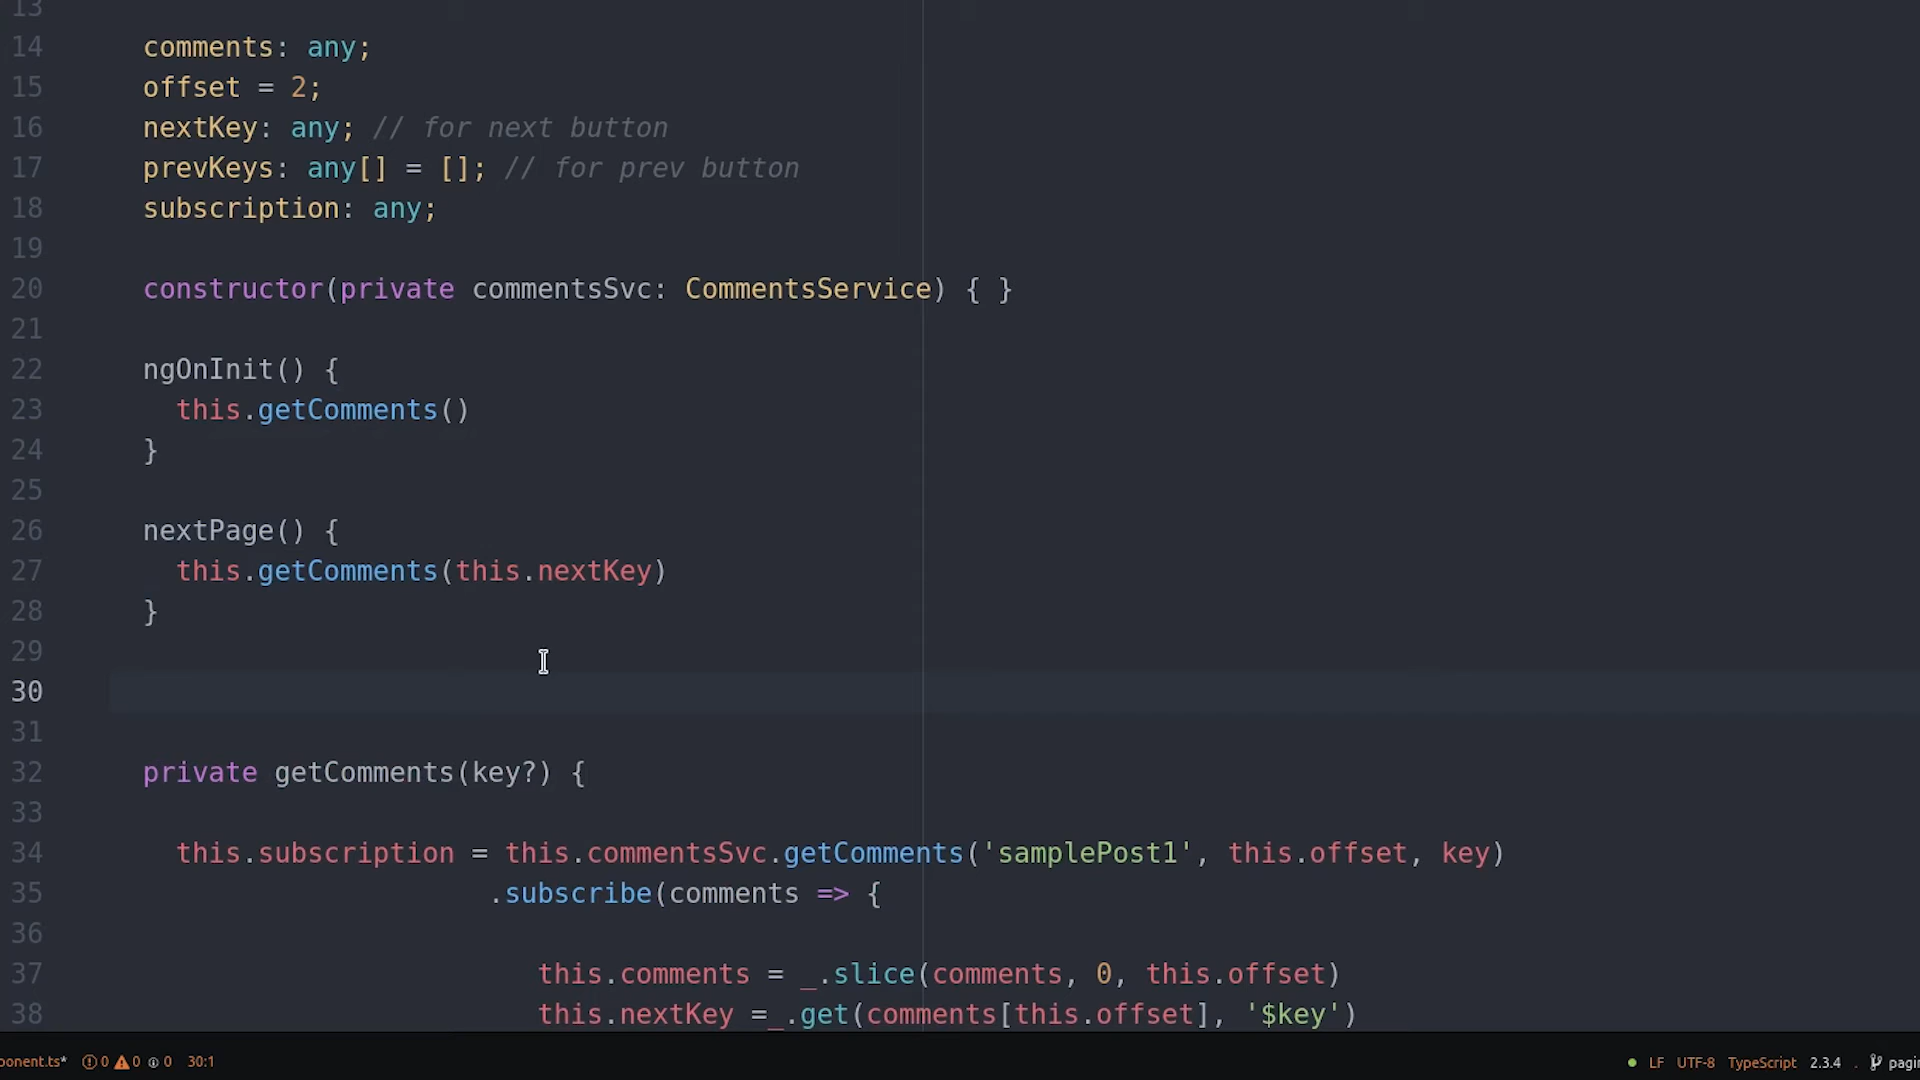 13
14 comments: any;
15 offset = 2;
16 nextKey: any; // for next button
17 prevKeys: any[] = []; // for prev button
18 subscription: any;
19
20 constructor(private commentsSvc: CommentsService) { }
21
22 ngOnInit() {
23 this.getComments()
24 }
25
26 nextPage() {
27 this.getComments(this.nextKey)
28 }
29
30
31
32 private getComments(key?) {
33
34 this.subscription = this.commentsSvc.getComments('samplePost1', this.offset, key)
35 .subscribe(comments => {
36
37 this.comments = _.slice(comments, 0, this.offset)
38 this.nextKey =_.get(comments[this.offset], '$key')
ponent.ts* 0 0 0 30:1 LF UTF-8 TypeScript 2.3.4 . pagi